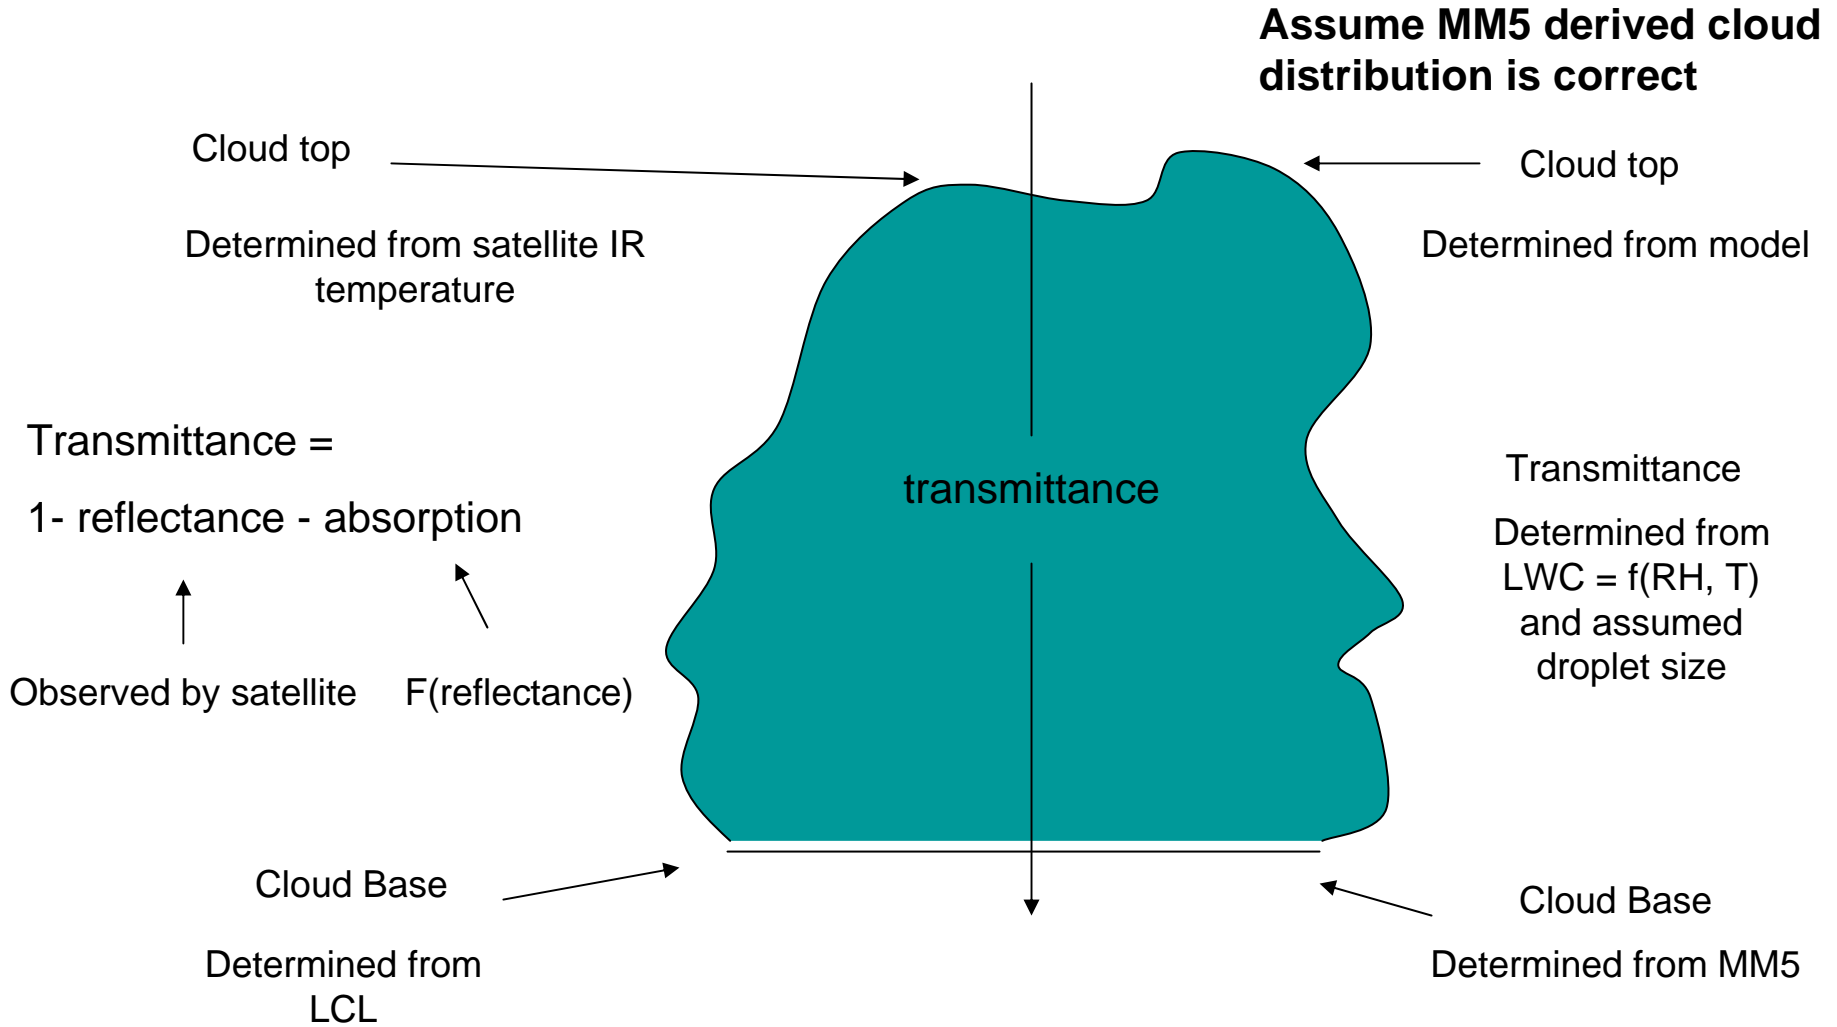 Assume MM5 derived cloud
distribution is correct
Cloud top
Determined from satellite IR
temperature
Transmittance =
1- reflectance - absorption
Observed by satellite
F(reflectance)
Cloud Base
Determined from
LCL
transmittance
Cloud top
Determined from model
Transmittance
Determined from
LWC = f(RH, T)
and assumed
droplet size
Cloud Base
Determined from MM5